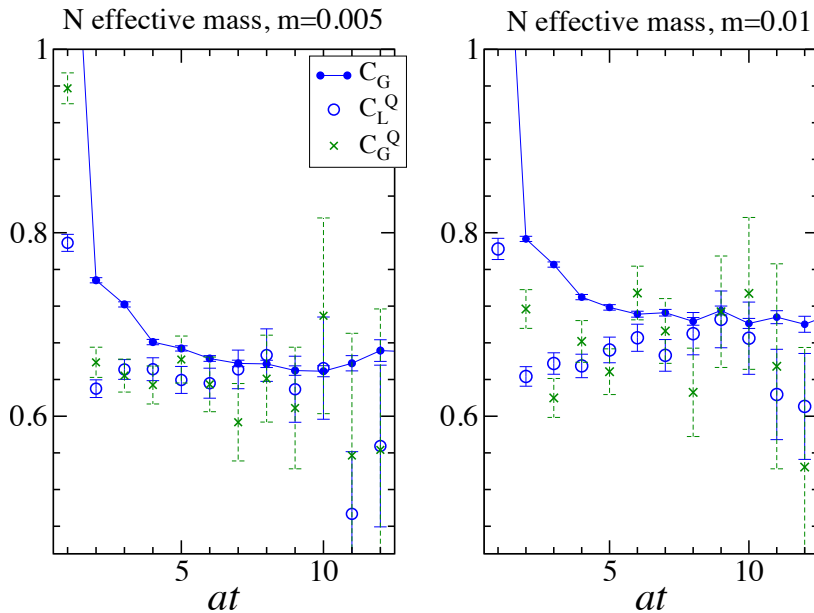 N effective mass, m=0.005
N effective mass, m=0.01
1
0.8
0.6
5
10
at
C_G
C_L^Q
C_G^Q
1
0.8
0.6
5
10
at